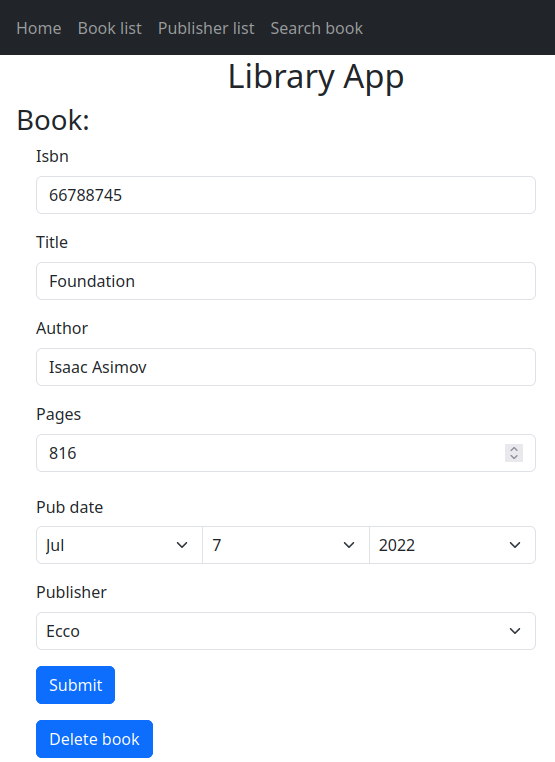 Home Book list Publisher list Search book
Library App
Book:
Isbn
66788745
Title
Foundation
Author
Isaac Asimov
Pages
816
Pub date
Jul 7 2022
Publisher
Ecco
Submit
Delete book